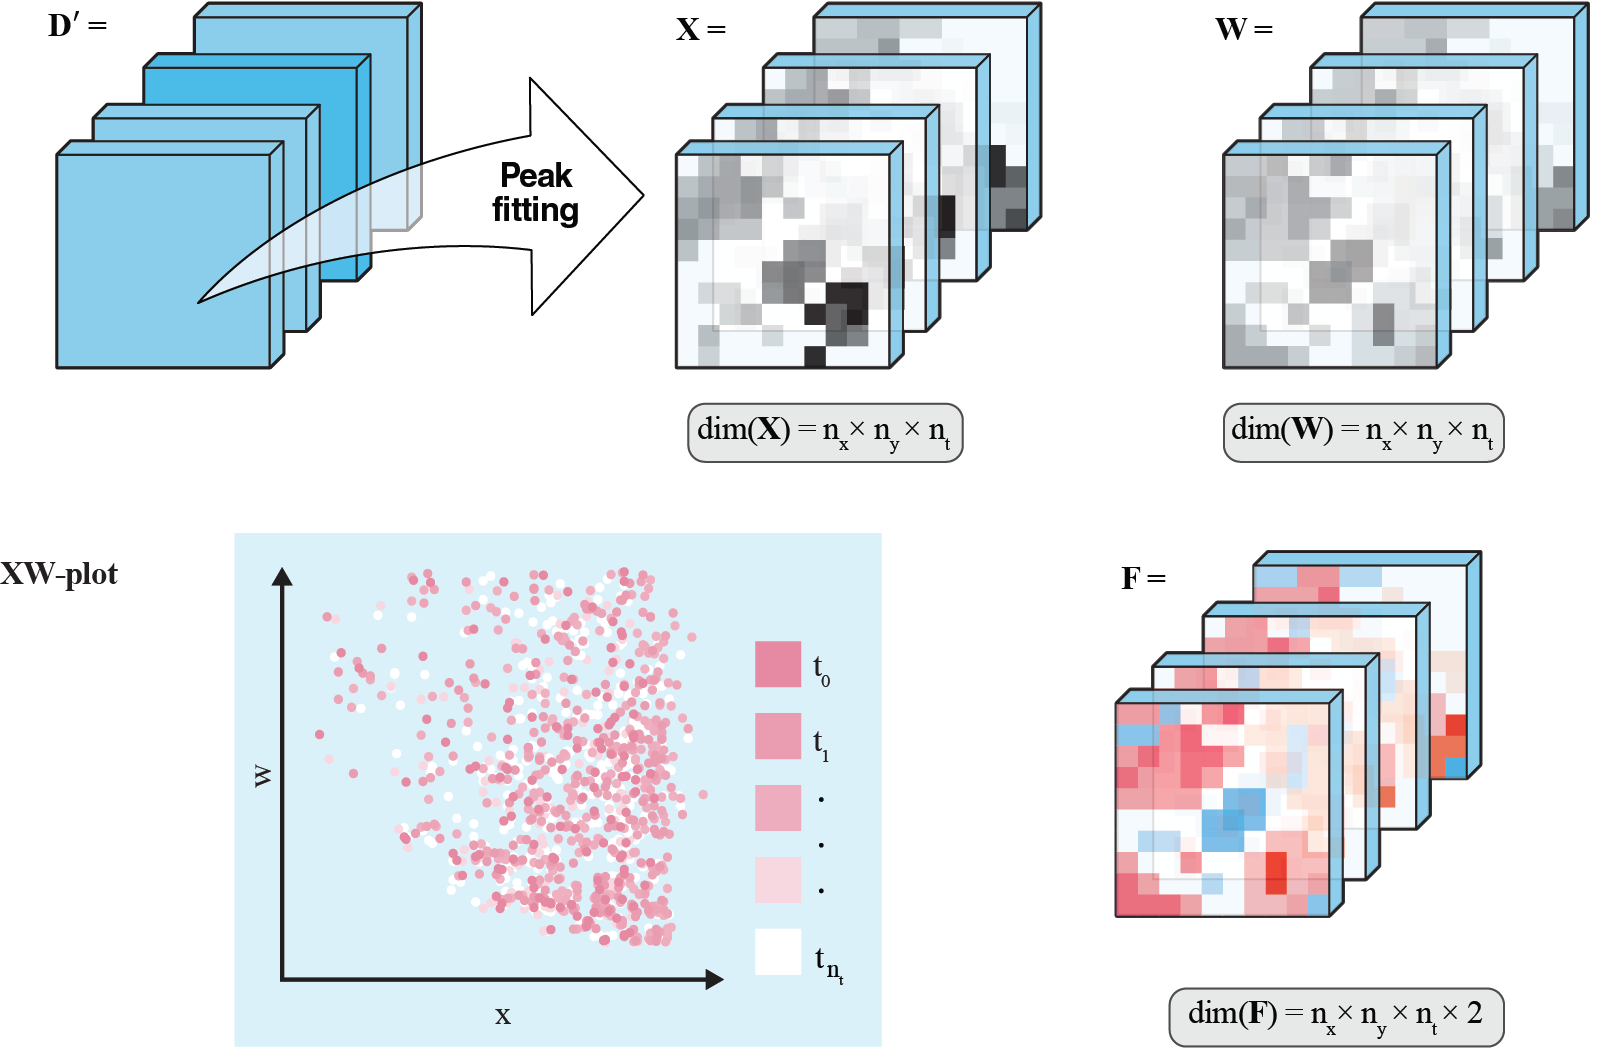 D′ =
Peak
fitting
X =
W =
dim(X) = nx × ny × nt
dim(W) = nx × ny × nt
XW-plot
w
x
t0
t1
.
.
.
tnt
F =
dim(F) = nx × ny × nt × 2